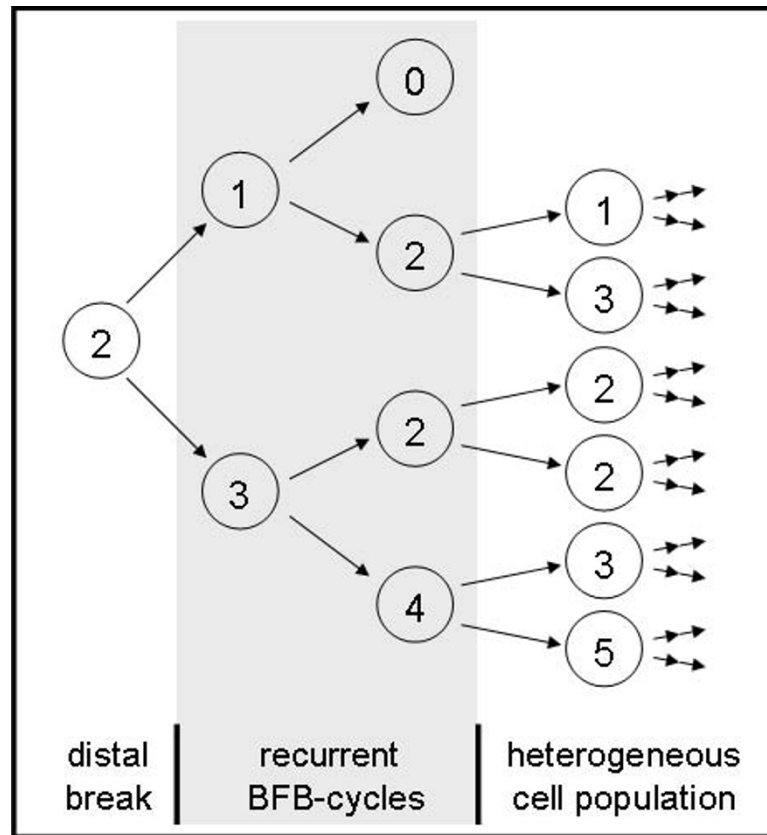 0
1
1
2
3
2
2
2
2
3
3
4
5
distal
break
recurrent
BFB-cycles
heterogeneous
cell population